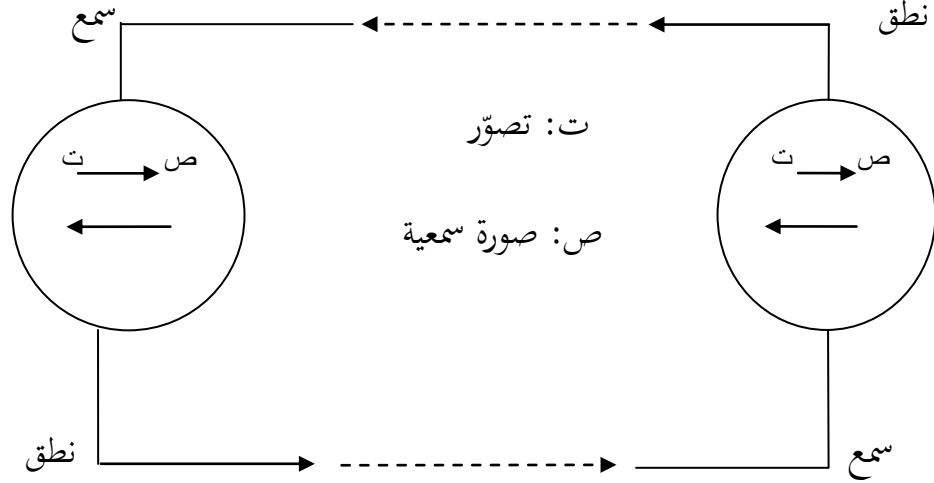 نطق
سمع
ت: تصوّر
ص ت
ص ت
ص: صورة سمعية
سمع
نطق